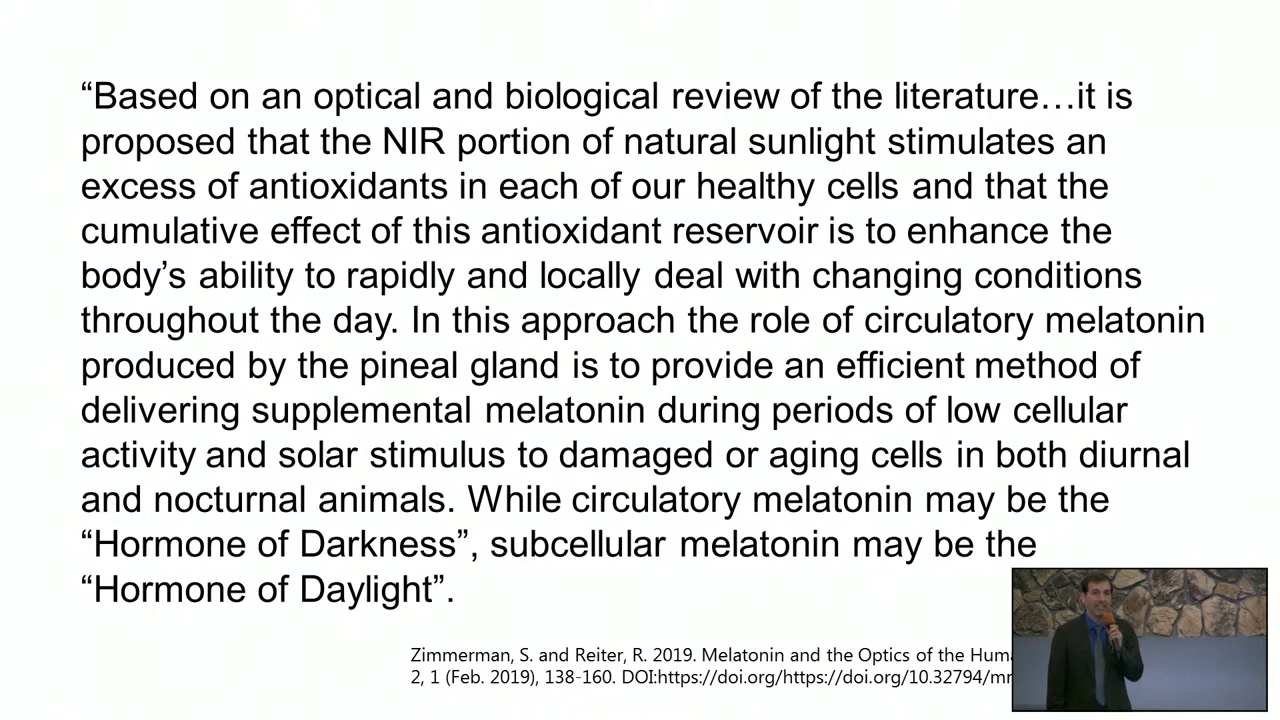 “Based on an optical and biological review of the literature…it is
proposed that the NIR portion of natural sunlight stimulates an
excess of antioxidants in each of our healthy cells and that the
cumulative effect of this antioxidant reservoir is to enhance the
body’s ability to rapidly and locally deal with changing conditions
throughout the day. In this approach the role of circulatory melatonin
produced by the pineal gland is to provide an efficient method of
delivering supplemental melatonin during periods of low cellular
activity and solar stimulus to damaged or aging cells in both diurnal
and nocturnal animals. While circulatory melatonin may be the
“Hormone of Darkness”, subcellular melatonin may be the
“Hormone of Daylight”.
Zimmerman, S. and Reiter, R. 2019. Melatonin and the Optics of the
2, 1 (Feb. 2019), 138-160. DOI:https://doi.org/https://doi.org/10.32794/